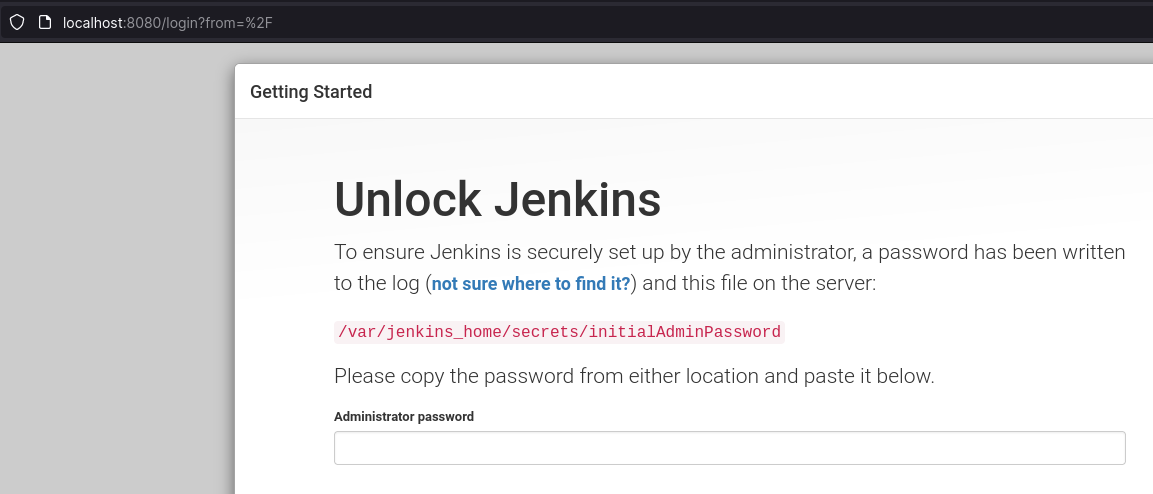 localhost:8080/login?from=%2F
Getting Started
Unlock Jenkins
To ensure Jenkins is securely set up by the administrator, a password has been written
to the log (not sure where to find it?) and this file on the server:
/var/jenkins_home/secrets/initialAdminPassword
Please copy the password from either location and paste it below.
Administrator password